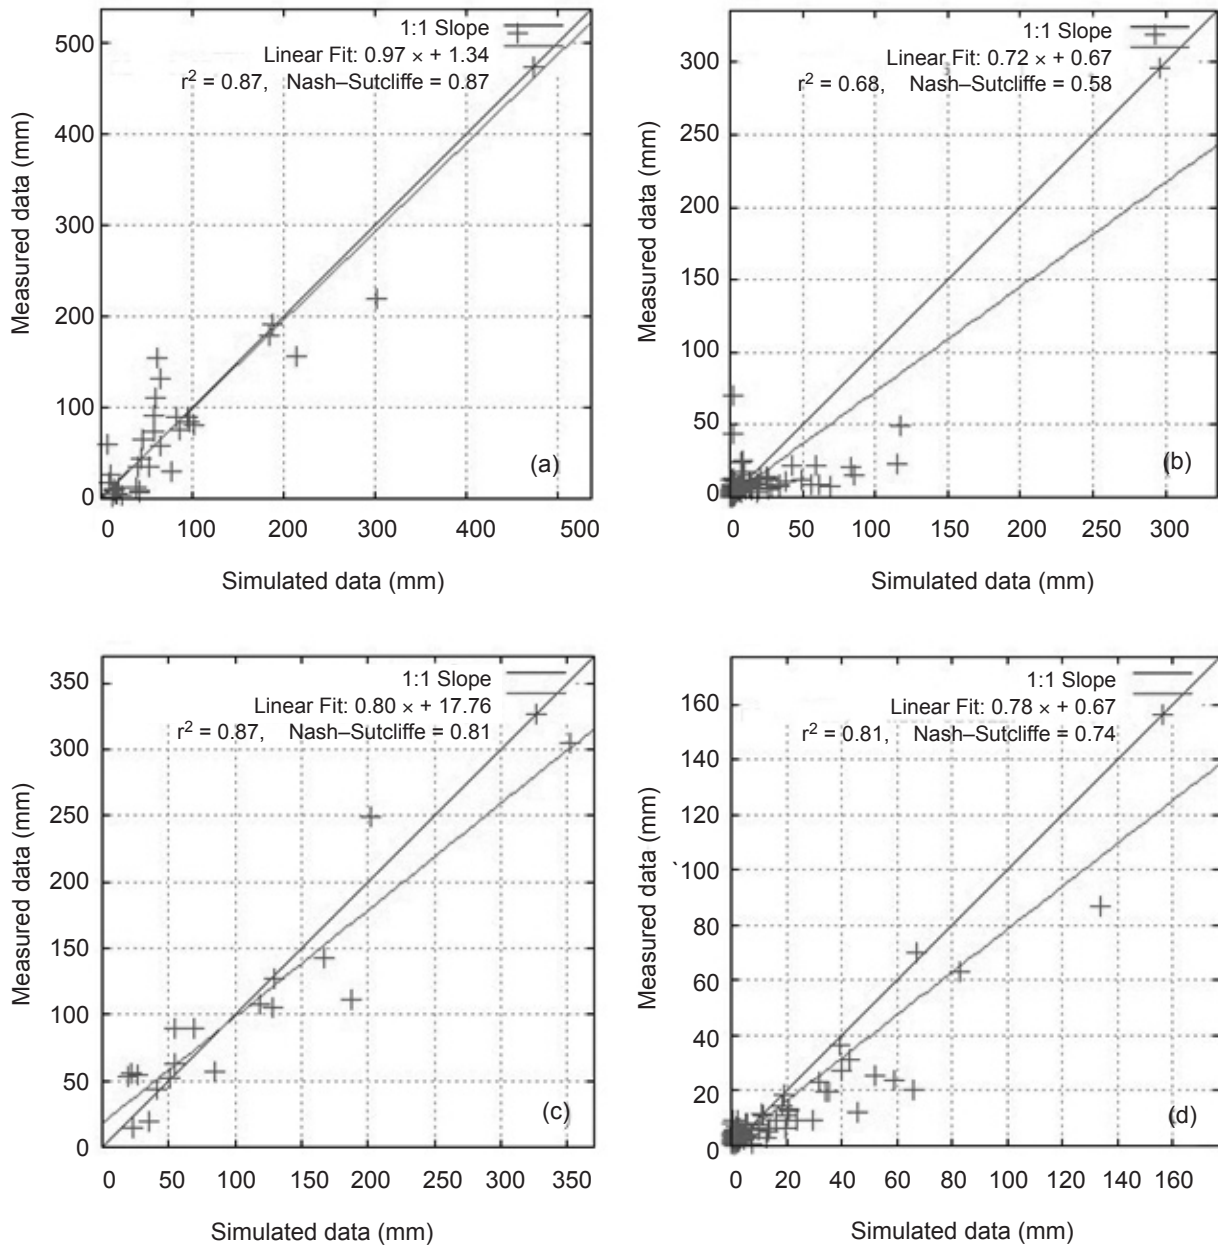 1:1 Slope
Linear Fit: 0.97 × + 1.34
r² = 0.87, Nash–Sutcliffe = 0.87
500
400
300
200
100
0
Measured data (mm)
(a)
0 100 200 300 400 500
Simulated data (mm)
1:1 Slope
Linear Fit: 0.72 × + 0.67
r² = 0.68, Nash–Sutcliffe = 0.58
300
250
200
150
100
50
0
Measured data (mm)
(b)
0 50 100 150 200 250 300
Simulated data (mm)
1:1 Slope
Linear Fit: 0.80 × + 17.76
r² = 0.87, Nash–Sutcliffe = 0.81
350
300
250
200
150
100
50
0
Measured data (mm)
(c)
0 50 100 150 200 250 300 350
Simulated data (mm)
1:1 Slope
Linear Fit: 0.78 × + 0.67
r² = 0.81, Nash–Sutcliffe = 0.74
160
140
120
100
80
60
40
20
0
Measured data (mm)
(d)
0 20 40 60 80 100 120 140 160
Simulated data (mm)